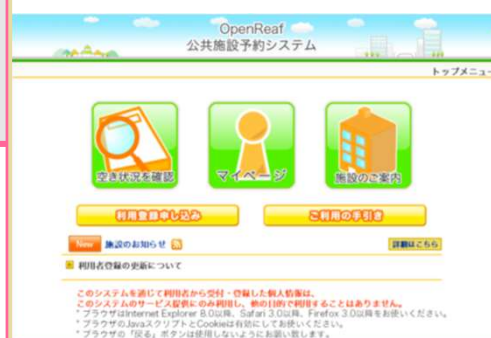 OpenReaf
公共施設予約システム
トップメニュー
空き状況を確認
マイページ
施設のご案内
利用登録申し込み
ご利用の手引き
New 施設のお知らせ
詳細はこちら
利用者登録の更新について
このシステムを通じて利用者から受付・登録した個人情報は、
このシステムのサービス提供にのみ利用し、他の目的で利用することはありません。
* ブラウザはInternet Explorer 8.0以降、Safari 3.0以降、Firefox 3.0以降をお使いください。
* ブラウザのJavaスクリプトとCookieは有効にしてお使いください。
* ブラウザの「戻る」ボタンは使用しないようにお願い致します。